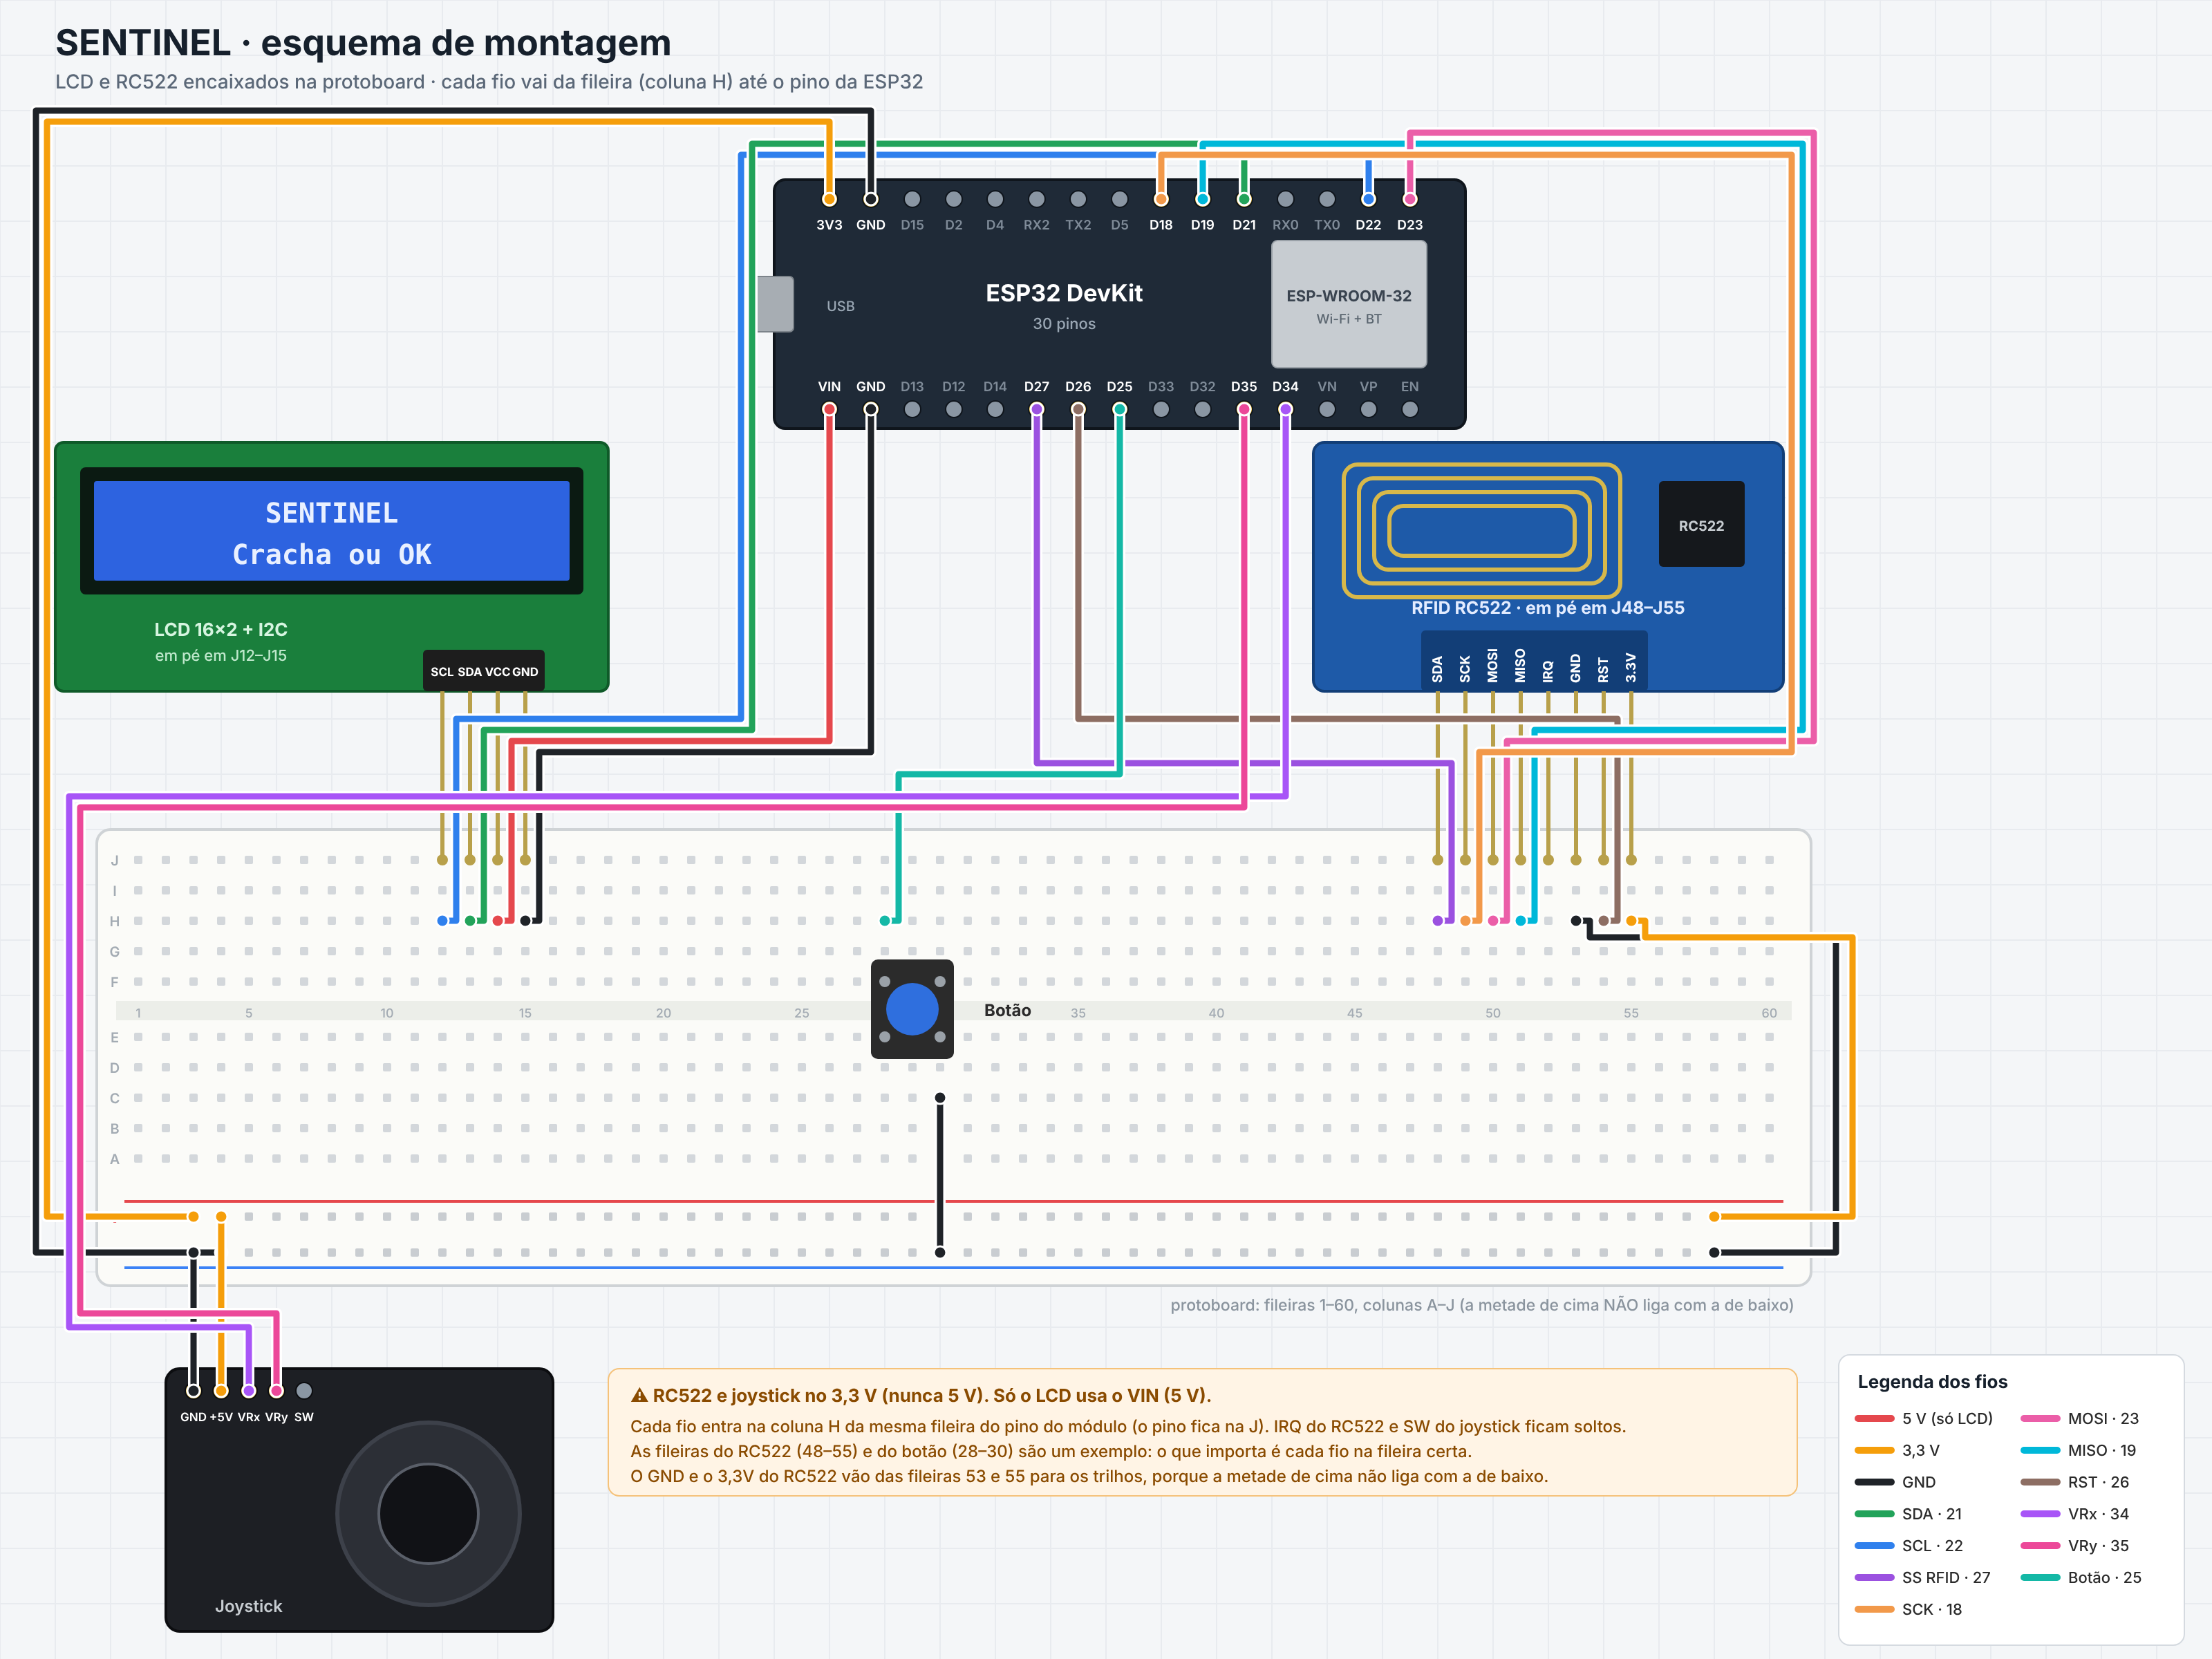 SENTINEL · esquema de montagem
LCD e RC522 encaixados na protoboard · cada fio vai da fileira (coluna H) até o pino da ESP32
3V3 GND D15 D2 D4 RX2 TX2 D5 D18 D19 D21 RX0 TX0 D22 D23
USB
ESP32 DevKit
30 pinos
ESP-WROOM-32
Wi-Fi + BT
VIN GND D13 D12 D14 D27 D26 D25 D33 D32 D35 D34 VN VP EN
SENTINEL
Cracha ou OK
LCD 16×2 + I2C
em pé em J12–J15
SCL SDA VCC GND
RC522
RFID RC522 · em pé em J48–J55
SDA SCK MOSI MISO IRQ GND RST 3.3V
J
I
H
G
F
1 5 10 15 20 25 35 40 45 50 55 60
Botão
E
D
C
B
A
protoboard: fileiras 1–60, colunas A–J (a metade de cima NÃO liga com a de baixo)
GND +5V VRx VRy SW
Joystick
⚠ RC522 e joystick no 3,3 V (nunca 5 V). Só o LCD usa o VIN (5 V).
Cada fio entra na coluna H da mesma fileira do pino do módulo (o pino fica na J). IRQ do RC522 e SW do joystick ficam soltos.
As fileiras do RC522 (48–55) e do botão (28–30) são um exemplo: o que importa é cada fio na fileira certa.
O GND e o 3,3V do RC522 vão das fileiras 53 e 55 para os trilhos, porque a metade de cima não liga com a de baixo.
Legenda dos fios
5 V (só LCD)
3,3 V
GND
SDA · 21
SCL · 22
SS RFID · 27
SCK · 18
MOSI · 23
MISO · 19
RST · 26
VRx · 34
VRy · 35
Botão · 25